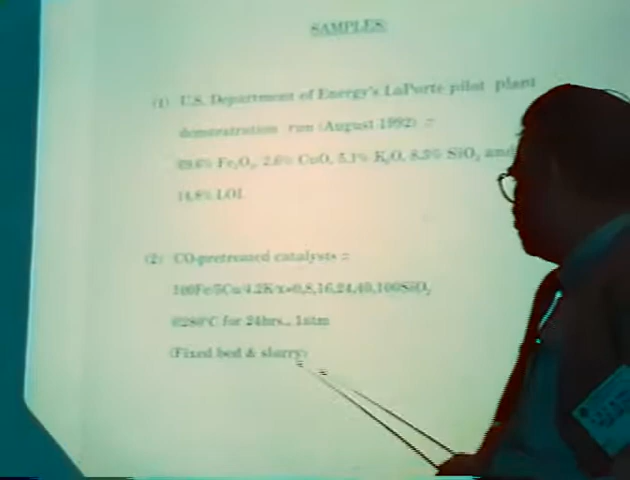 SAMPLES
(1) U.S. Department of Energy's LaPorte pilot plant
demonstration run (August 1992) =
69.6% Fe₂O₃, 2.6% CuO, 5.1% K₂O, 8.3% SiO₂ and
14.8% LOI
(2) CO-pretreated catalysts =
100Fe/5Cu/4.2K/x=0,8,16,24,40,100SiO₂
@280°C for 24hrs., 1atm
(Fixed bed & slurry)